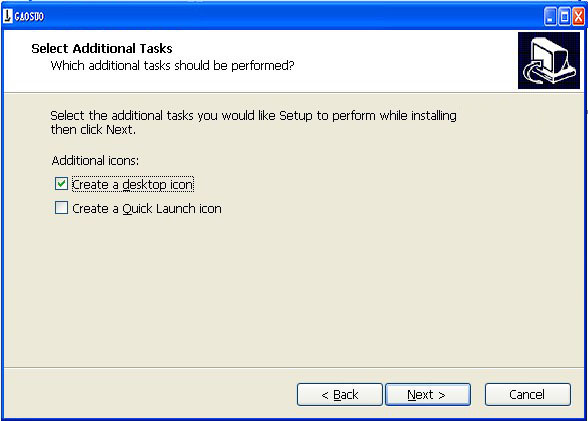 GAOSUO
Select Additional Tasks
Which additional tasks should be performed?
Select the additional tasks you would like Setup to perform while installing
then click Next.
Additional icons:
Create a desktop icon
Create a Quick Launch icon
< Back
Next >
Cancel